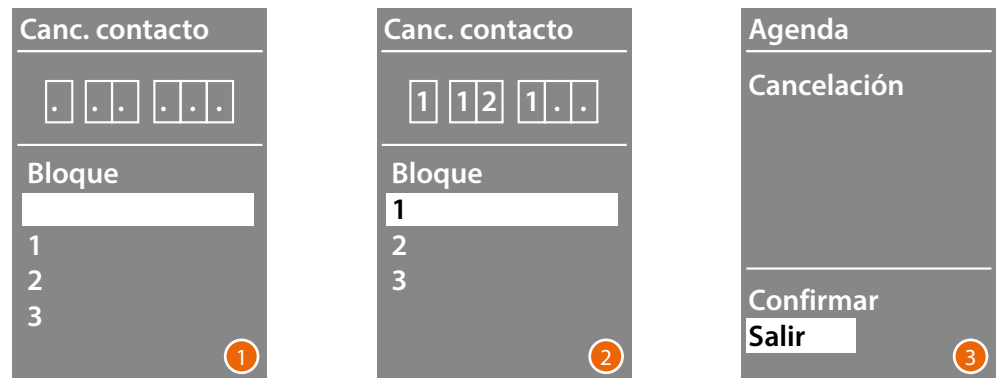 Canc. contacto
. . . . . .
Bloque
1
2
3
1
Canc. contacto
1 1 2 1 . .
Bloque
1
2
3
2
Agenda
Cancelación
Confirmar
Salir
3